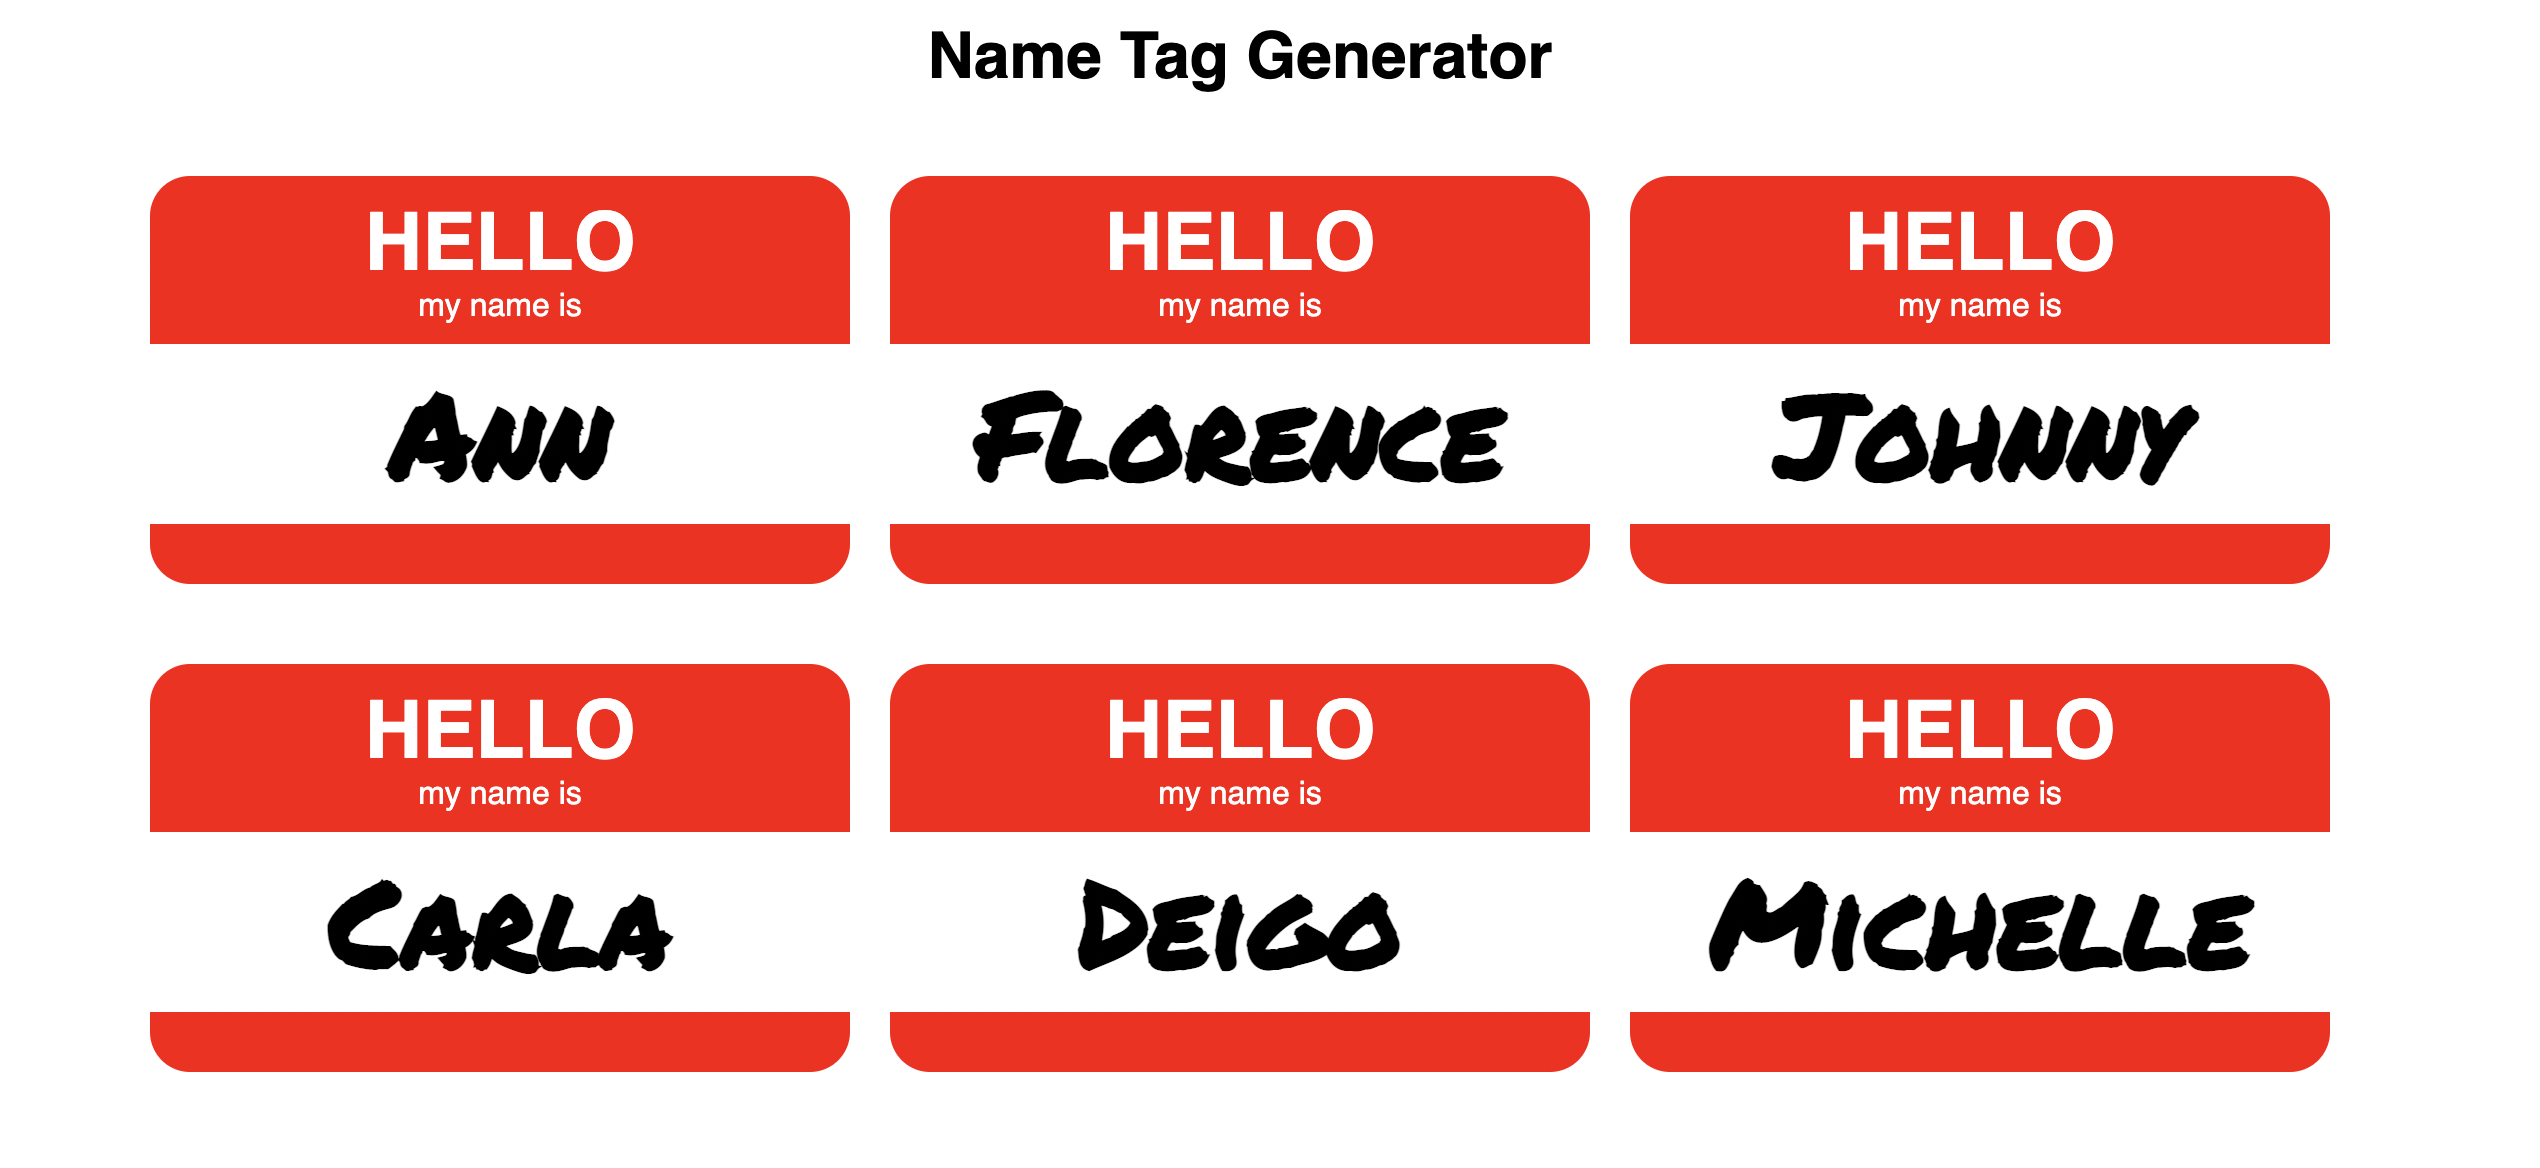 Name Tag Generator
HELLO
my name is
Ann
HELLO
my name is
Florence
HELLO
my name is
Johnny
HELLO
my name is
Carla
HELLO
my name is
Deigo
HELLO
my name is
Michelle